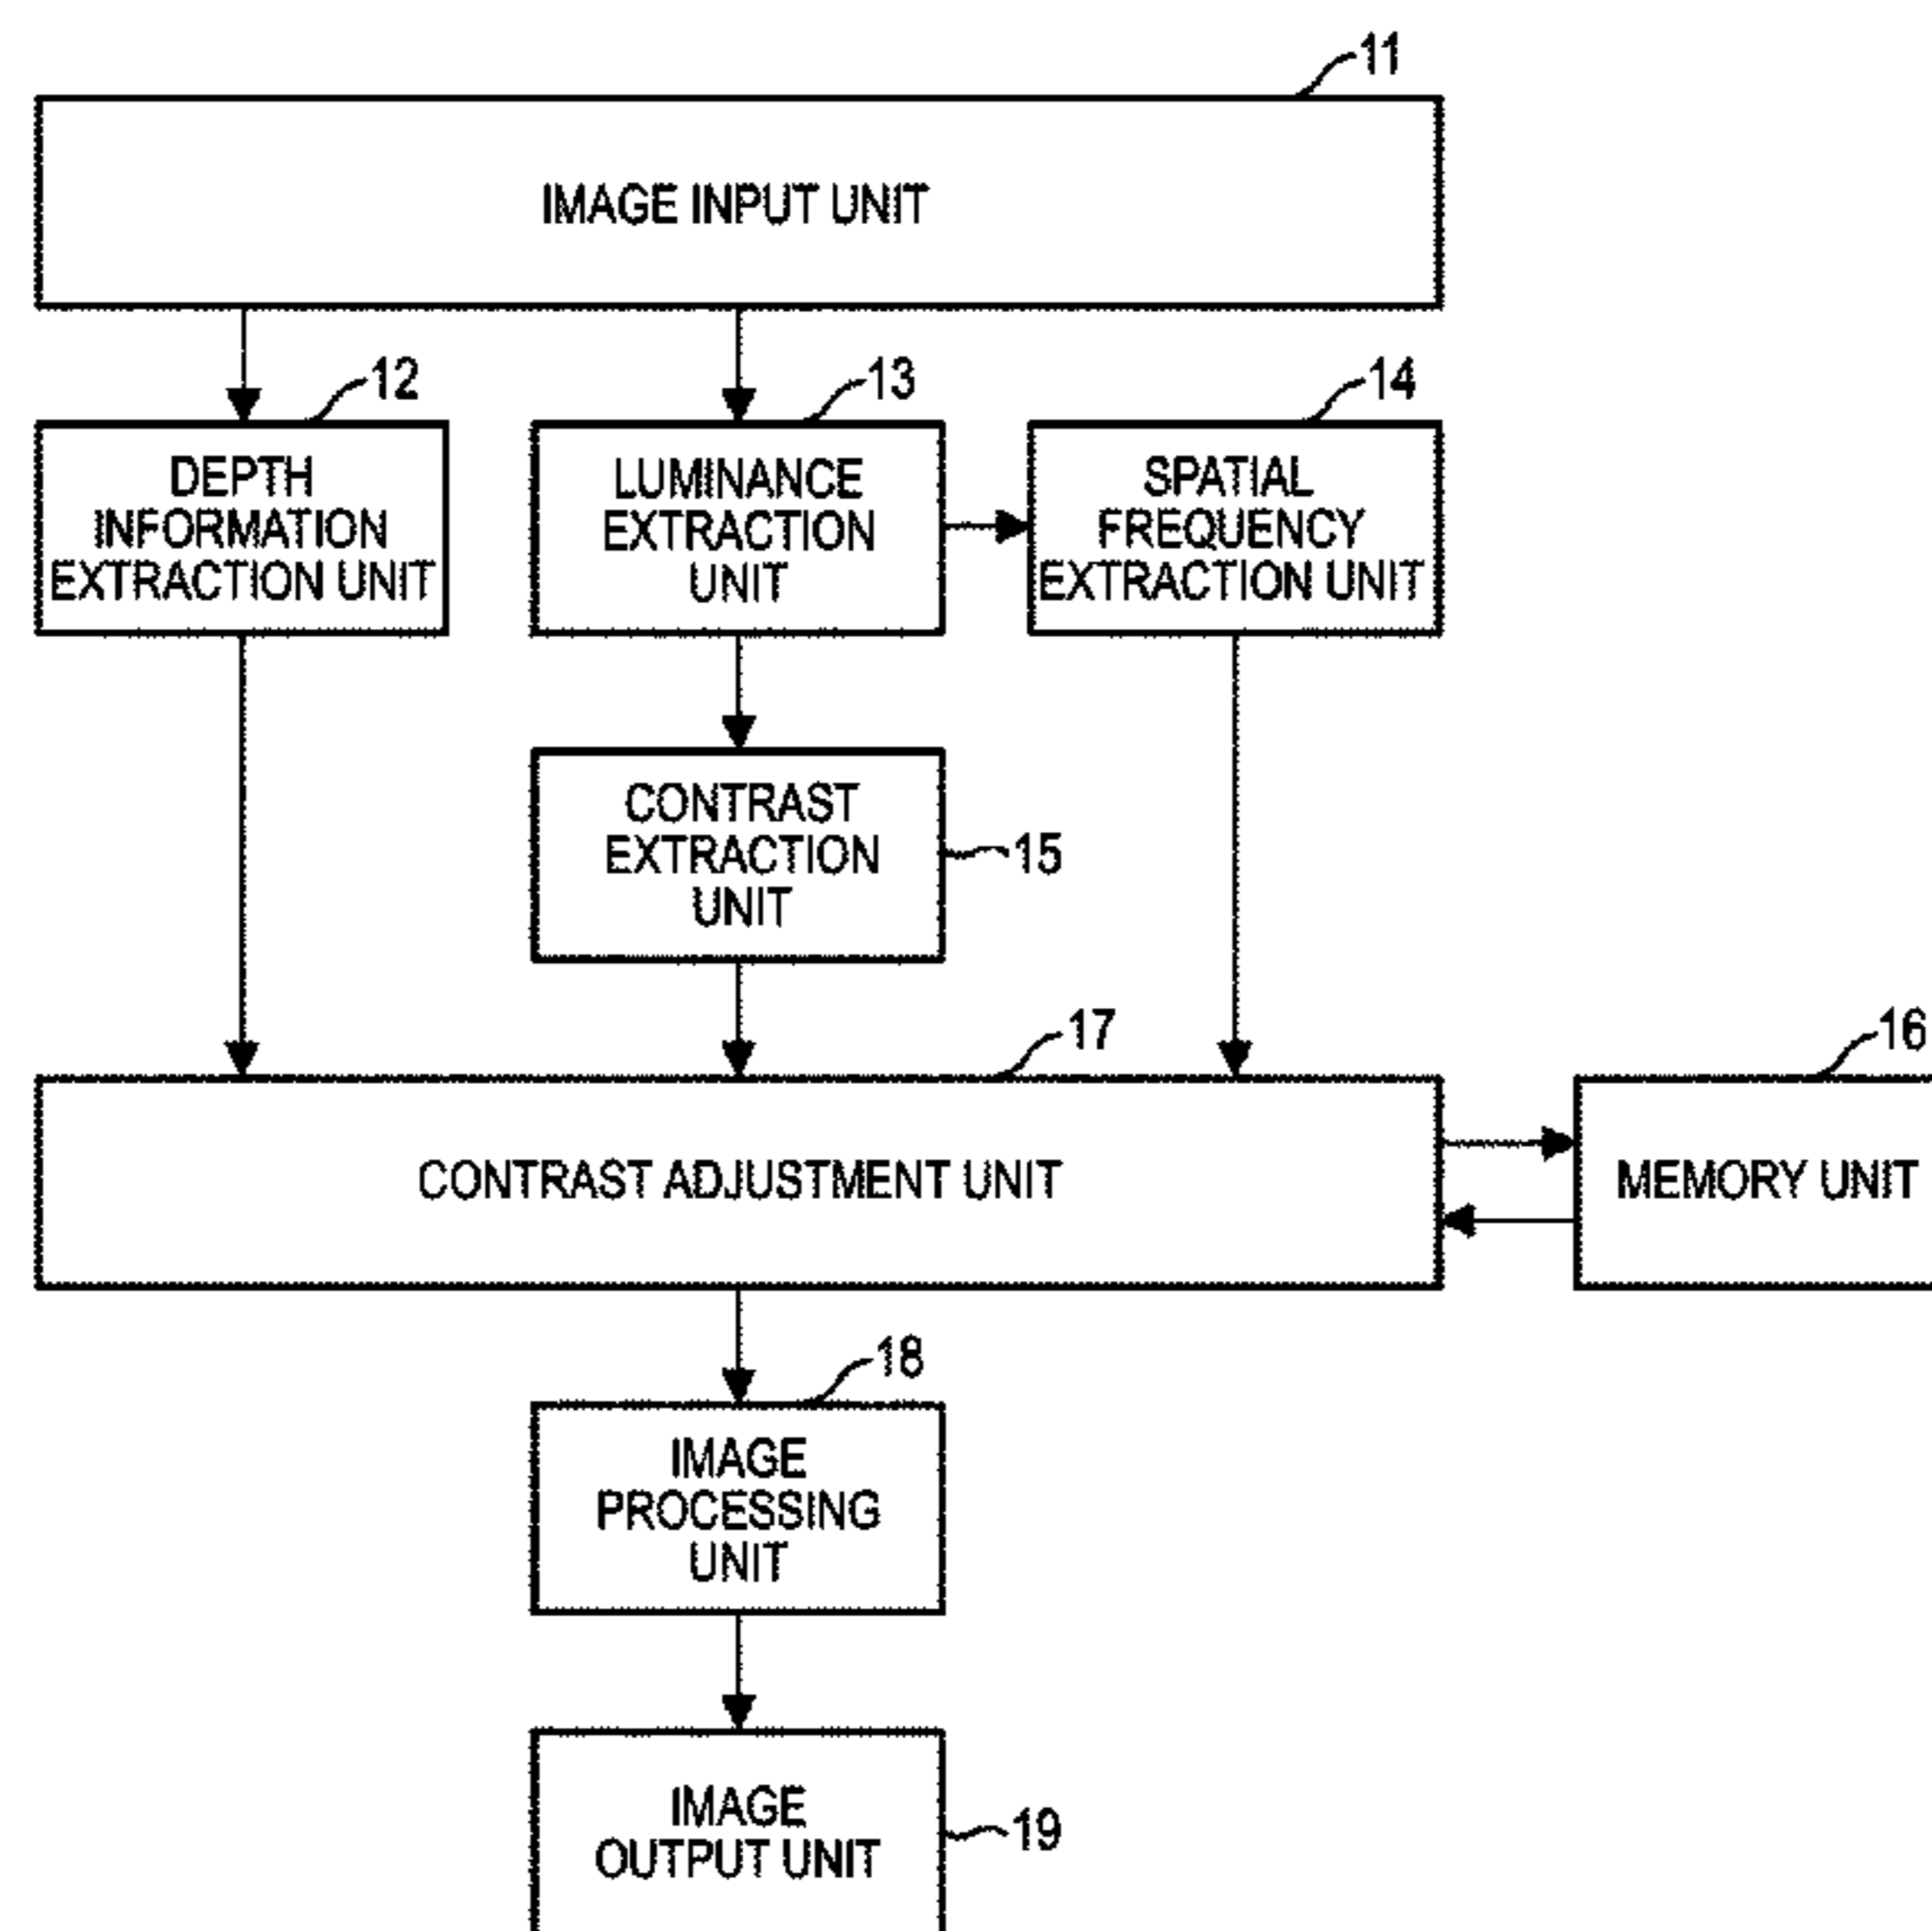 11
IMAGE INPUT UNIT
12
13
14
DEPTH
INFORMATION
EXTRACTION UNIT
LUMINANCE
EXTRACTION
UNIT
SPATIAL
FREQUENCY
EXTRACTION UNIT
CONTRAST
EXTRACTION
UNIT
15
17
16
CONTRAST ADJUSTMENT UNIT
MEMORY UNIT
18
IMAGE
PROCESSING
UNIT
IMAGE
OUTPUT UNIT
19